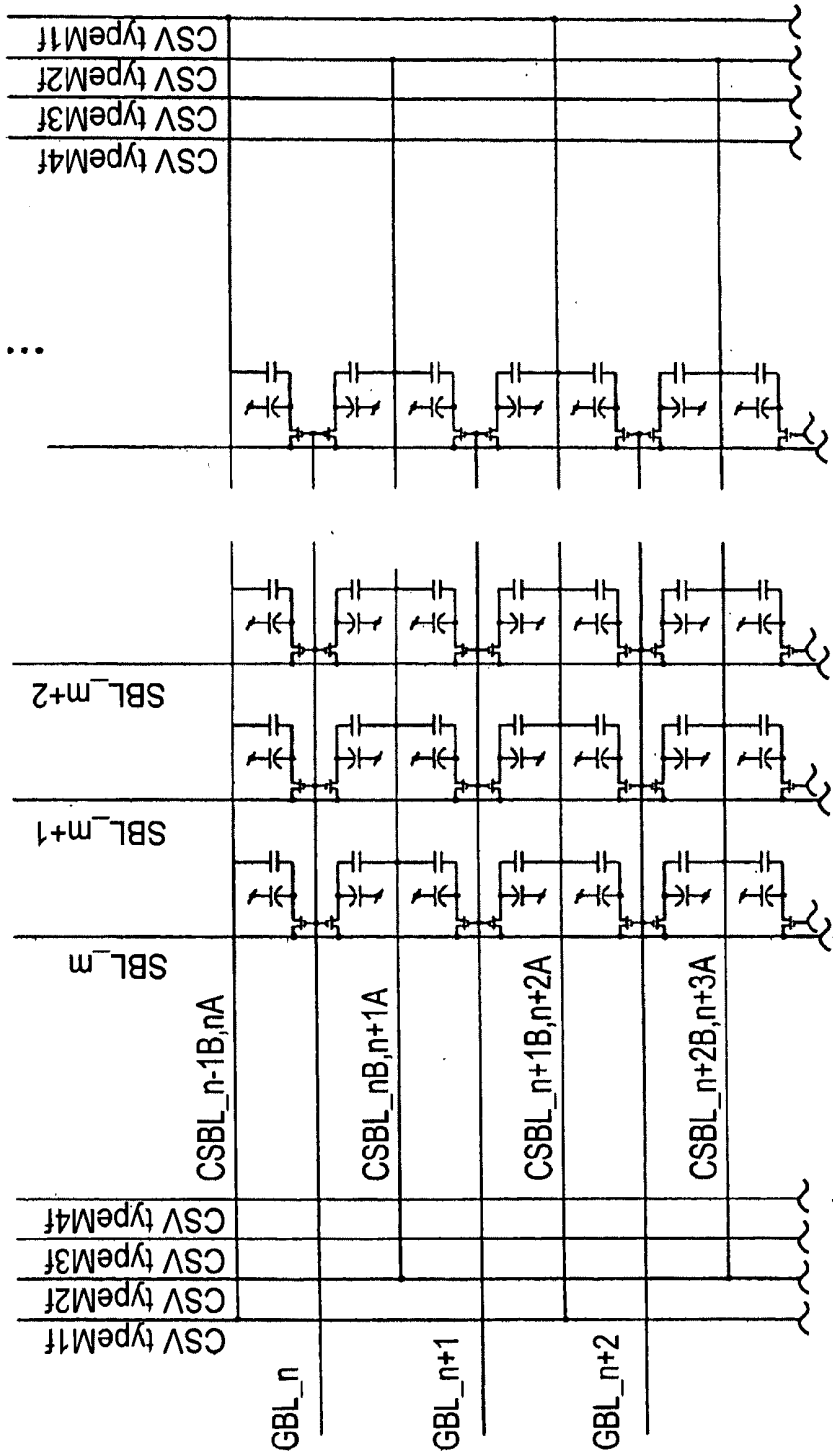 CSV typeM1f
CSV typeM2f
CSV typeM3f
CSV typeM4f
...
SBL_m+2
SBL_m+1
SBL_m
CSBL_n-1B,nA
CSBL_nB,n+1A
CSBL_n+1B,n+2A
CSBL_n+2B,n+3A
CSV typeM4f
CSV typeM3f
CSV typeM2f
CSV typeM1f
GBL_n
GBL_n+1
GBL_n+2